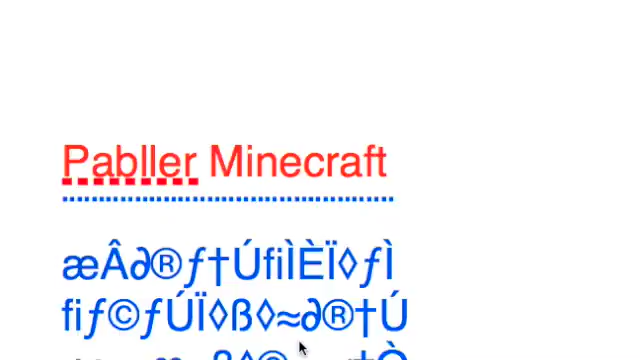 Pabller Minecraft
æÂ∂®ƒ†ÚfiÌÈÏ◊ƒÌ
fiƒ©ƒÚÏ◊ß◊≈∂®†Ú